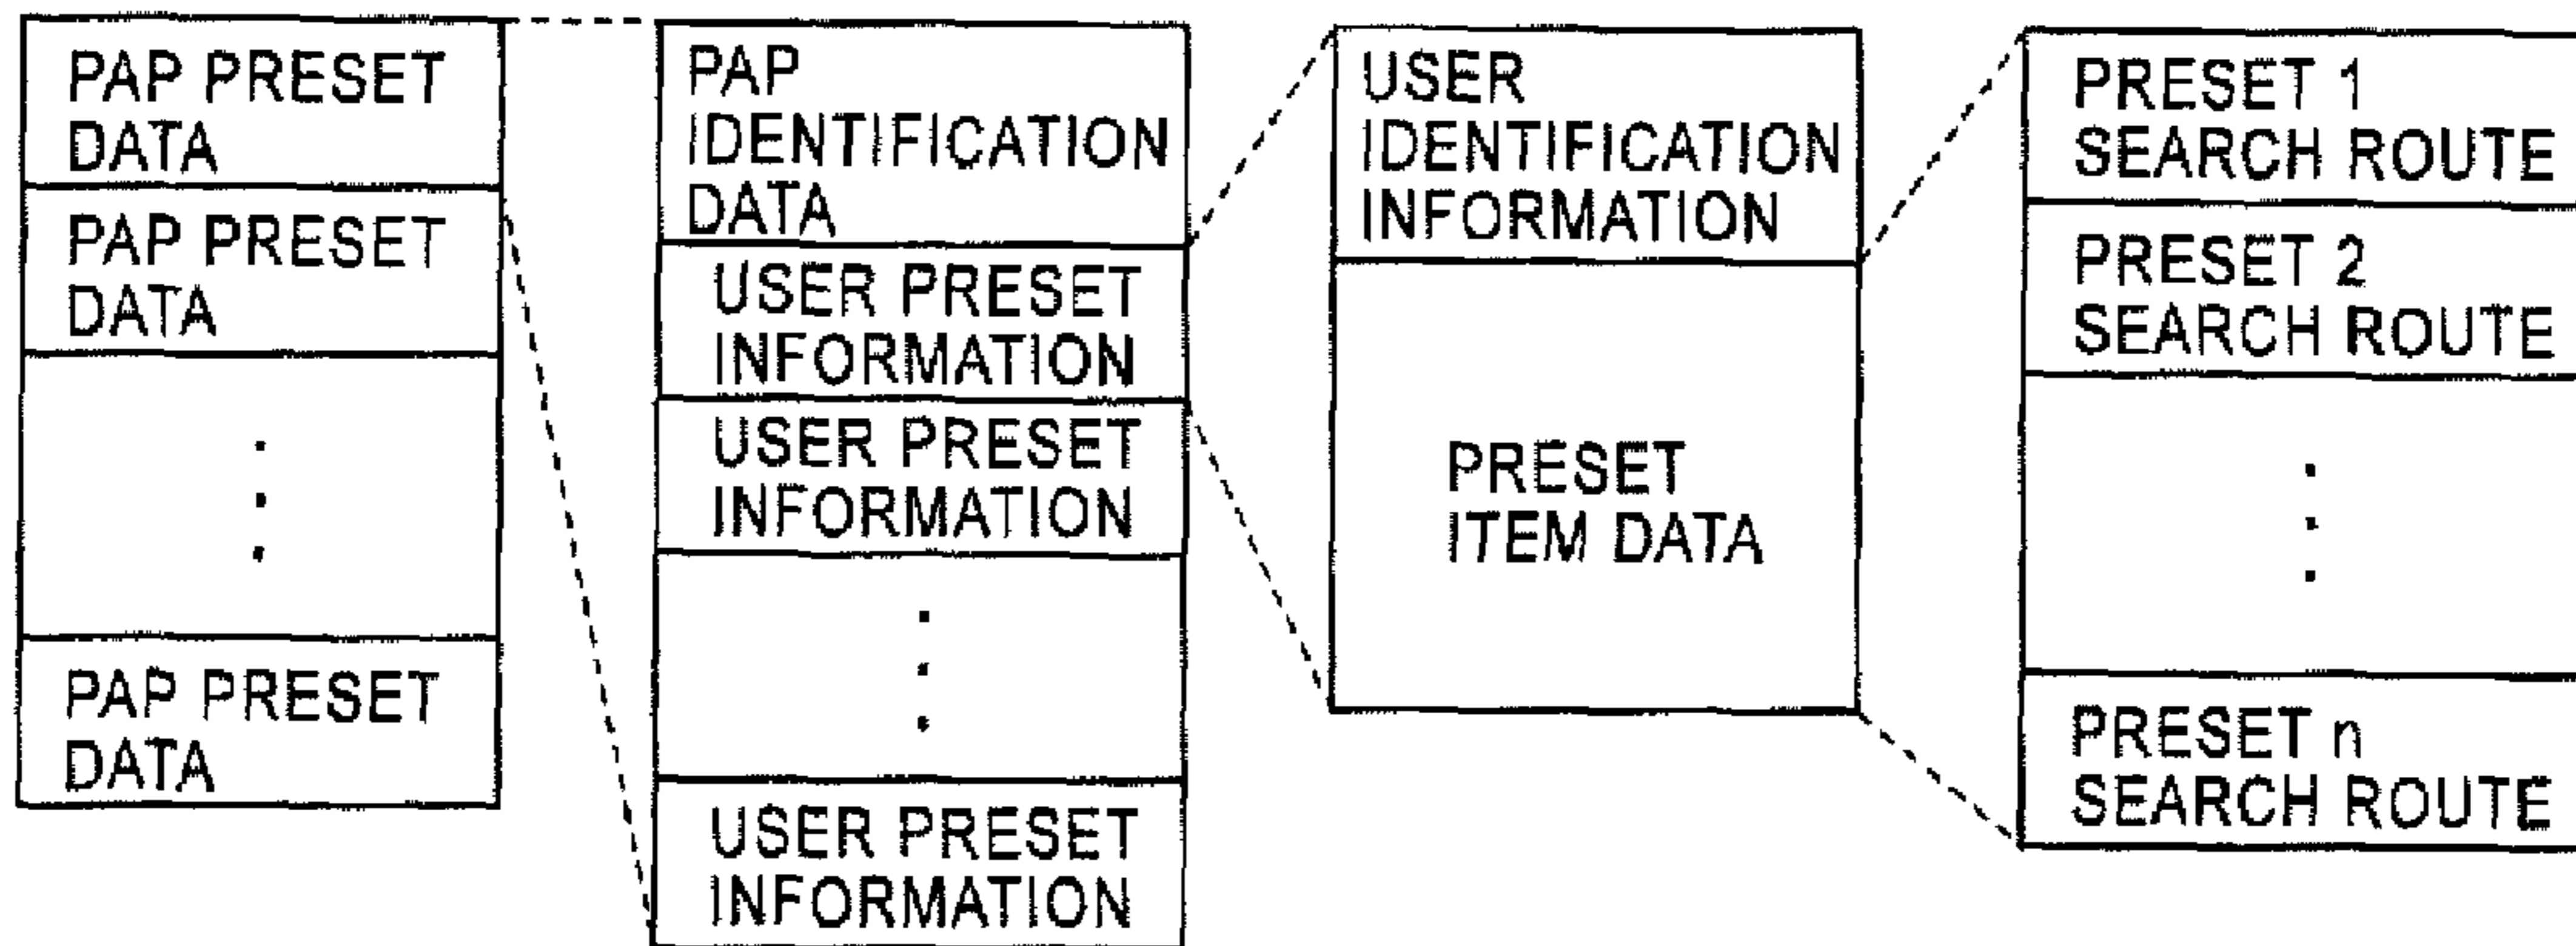 PAP PRESET
DATA
PAP PRESET
DATA
PAP PRESET
DATA
PAP
IDENTIFICATION
DATA
USER PRESET
INFORMATION
USER PRESET
INFORMATION
USER PRESET
INFORMATION
USER
IDENTIFICATION
INFORMATION
PRESET
ITEM DATA
PRESET 1
SEARCH ROUTE
PRESET 2
SEARCH ROUTE
PRESET n
SEARCH ROUTE